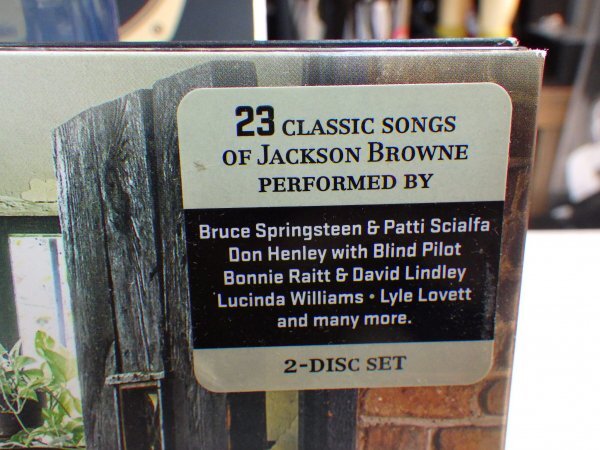 23 CLASSIC SONGS
OF JACKSON BROWNE
PERFORMED BY
Bruce Springsteen & Patti Scialfa
Don Henley with Blind Pilot
Bonnie Raitt & David Lindley
Lucinda Williams • Lyle Lovett
and many more.
2-DISC SET